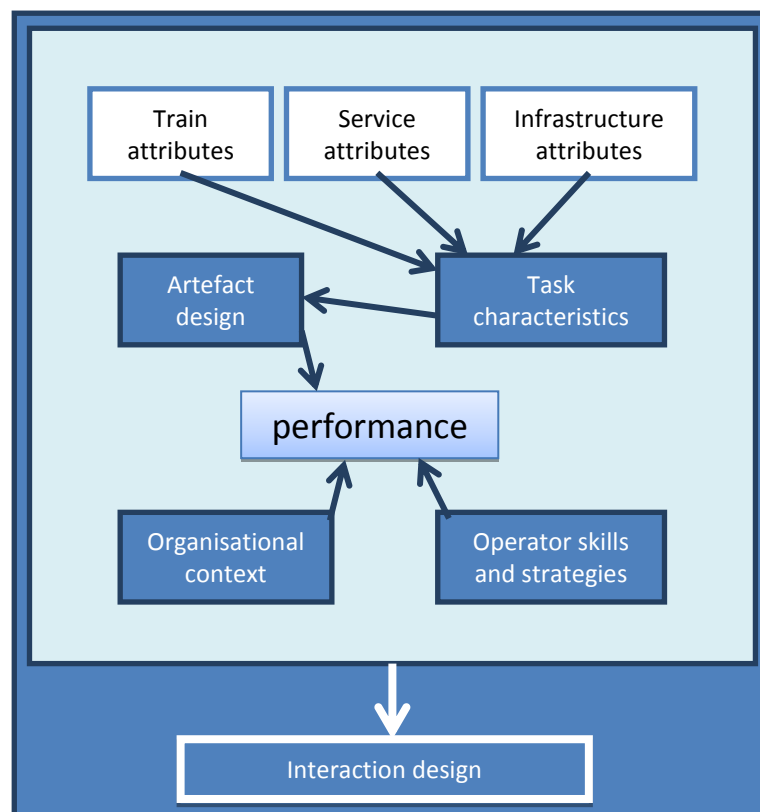 Train
attributes
Service
attributes
Infrastructure
attributes
Artefact
design
Task
characteristics
performance
Organisational
context
Operator skills
and strategies
Interaction design